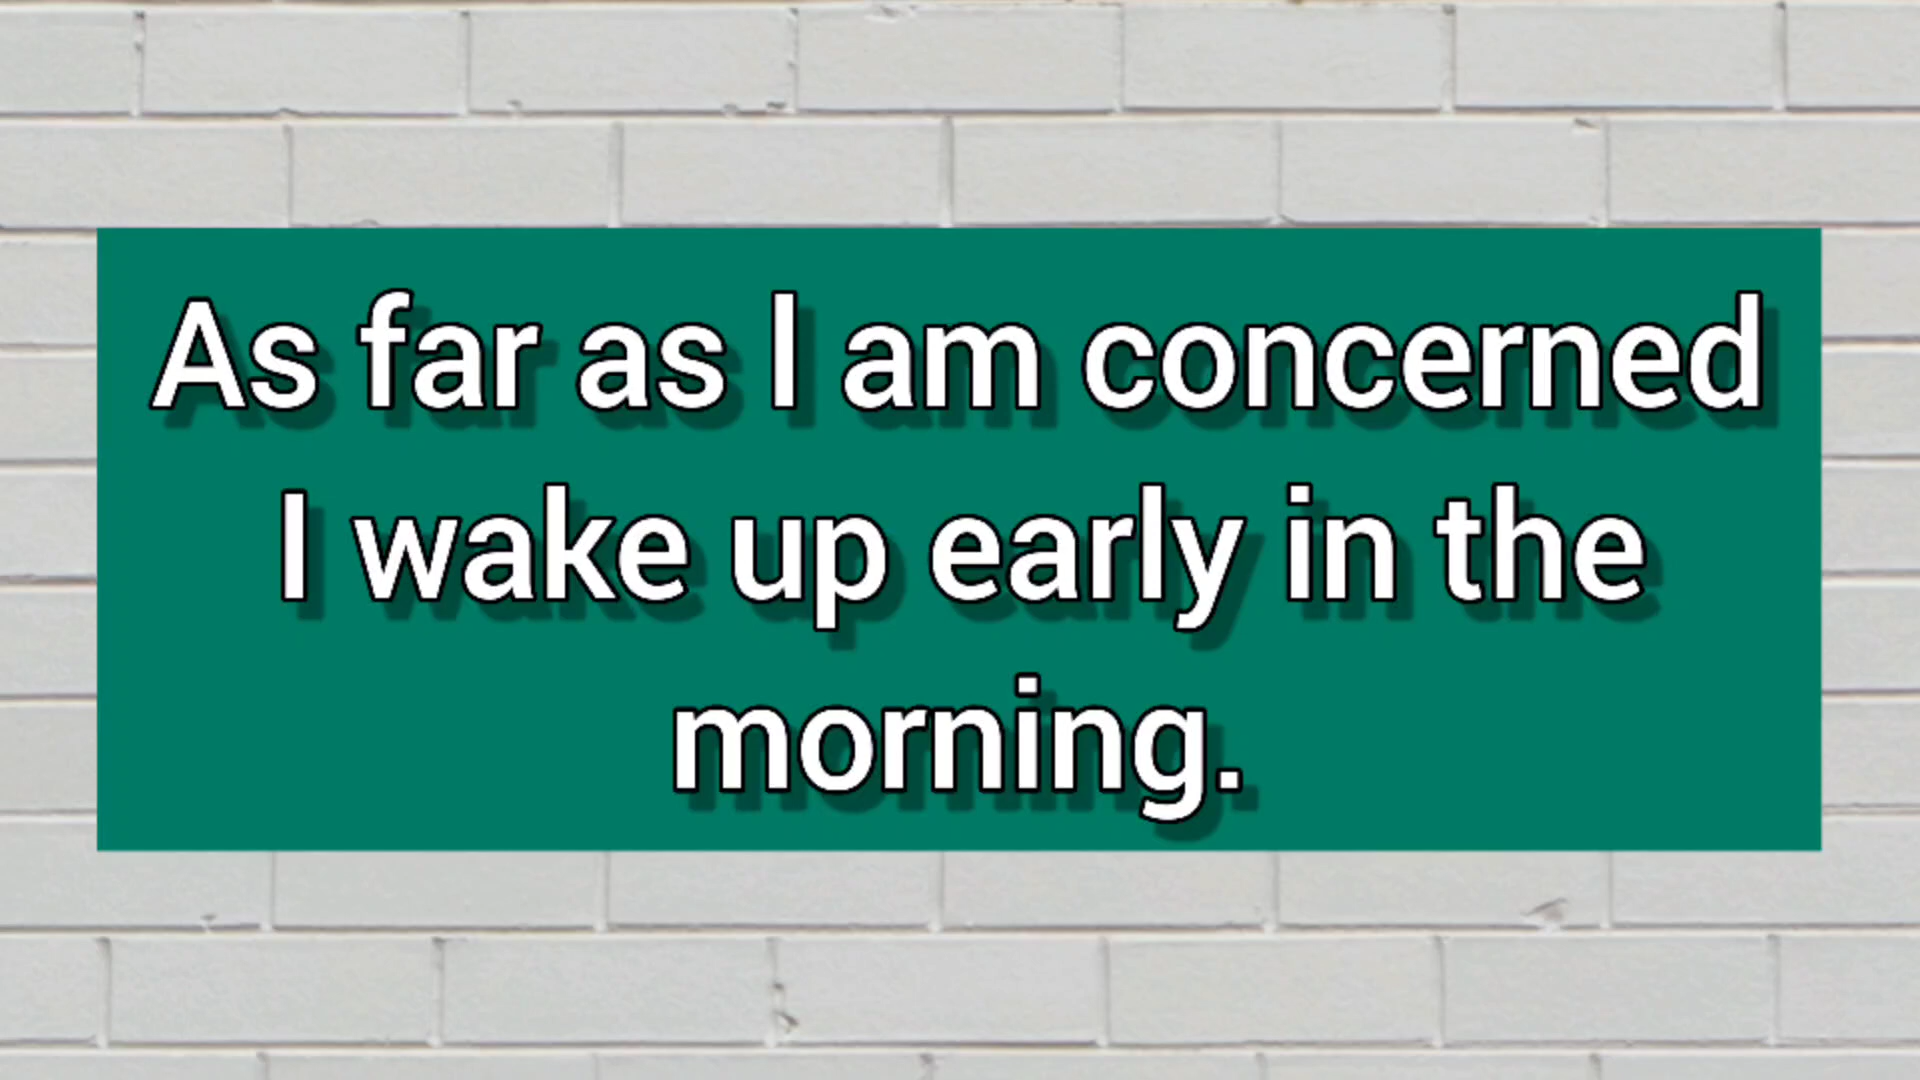 As far as I am concerned
I wake up early in the
morning.